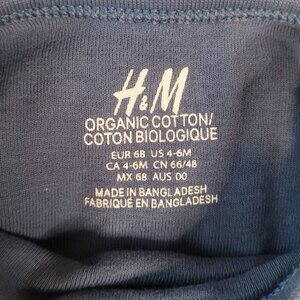 H&M
ORGANIC COTTON/
COTON BIOLOGIQUE
EUR 68 US 4-6M
CA 4-6M CN 66/48
MX 68 AUS 00
MADE IN BANGLADESH
FABRIQUÉ EN BANGLADESH